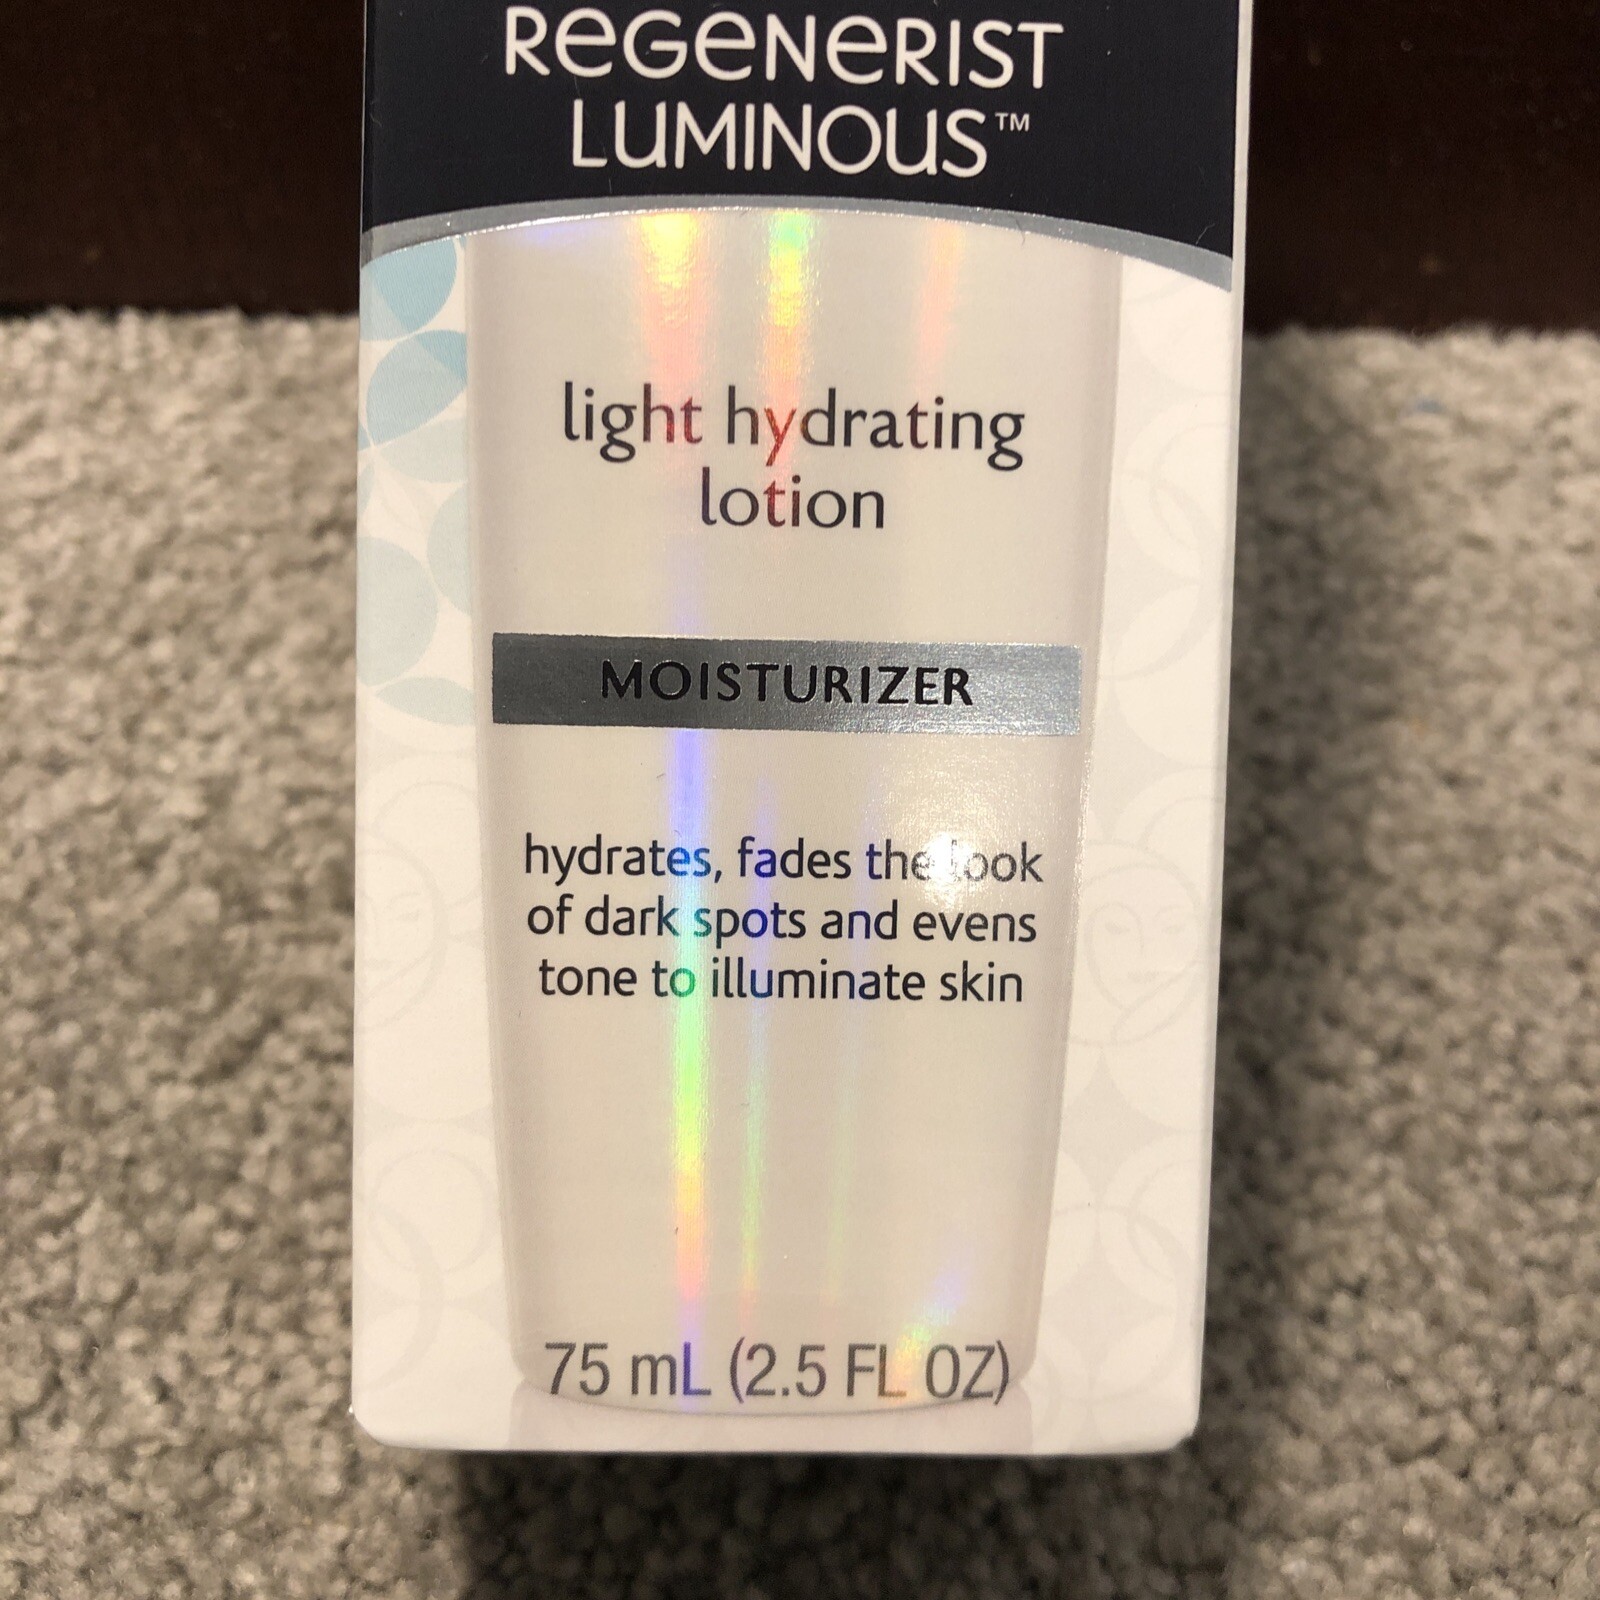 REGENERIST
LUMINOUS™
light hydrating
lotion
MOISTURIZER
hydrates, fades the look
of dark spots and evens
tone to illuminate skin
75 mL (2.5 FL OZ)